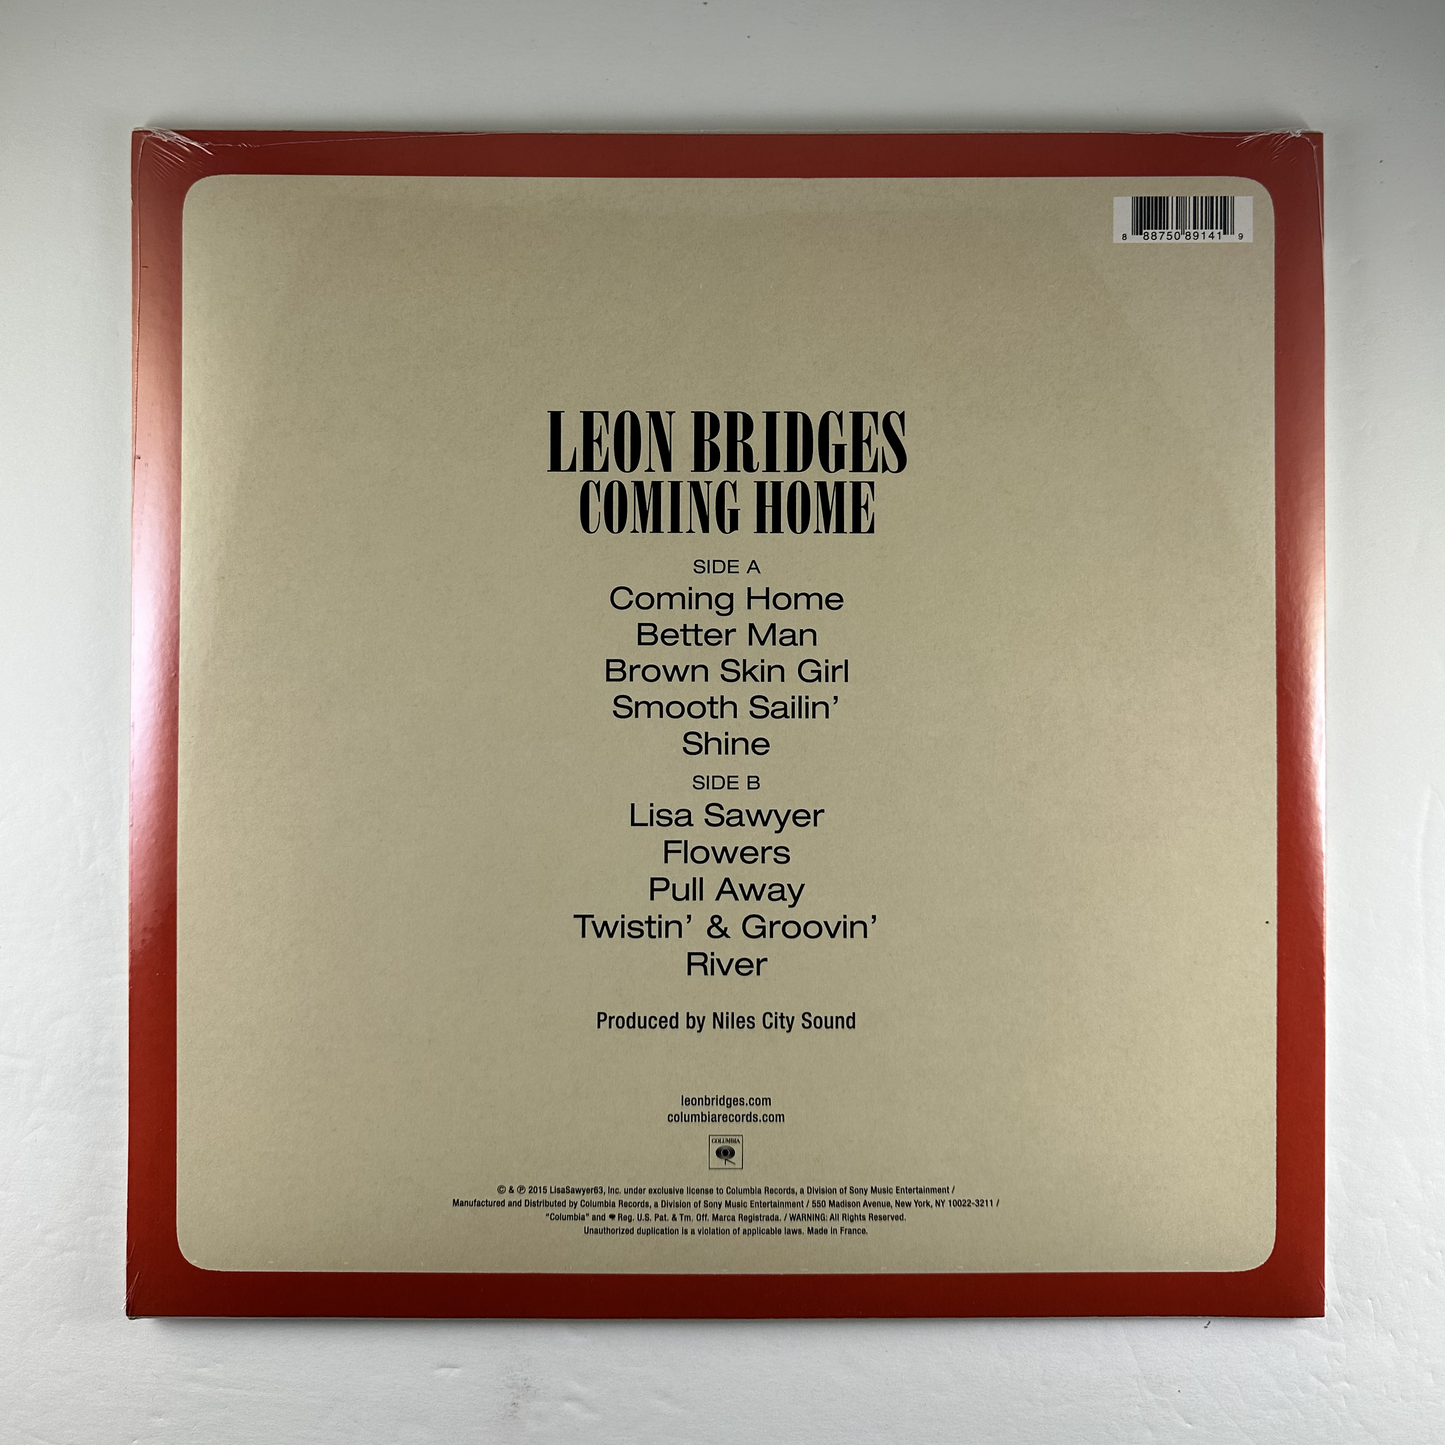 8 88750 89141 9
LEON BRIDGES
COMING HOME
SIDE A
Coming Home
Better Man
Brown Skin Girl
Smooth Sailin’
Shine
SIDE B
Lisa Sawyer
Flowers
Pull Away
Twistin’ & Groovin’
River
Produced by Niles City Sound
leonbridges.com
columbiarecords.com
COLUMBIA
© & ℗ 2015 LisaSawyer63, Inc. under exclusive license to Columbia Records, a Division of Sony Music Entertainment /
Manufactured and Distributed by Columbia Records, a Division of Sony Music Entertainment / 550 Madison Avenue, New York, NY 10022-3211 /
"Columbia" and Reg. U.S. Pat. & Tm. Off. Marca Registrada. / WARNING: All Rights Reserved.
Unauthorized duplication is a violation of applicable laws. Made in France.